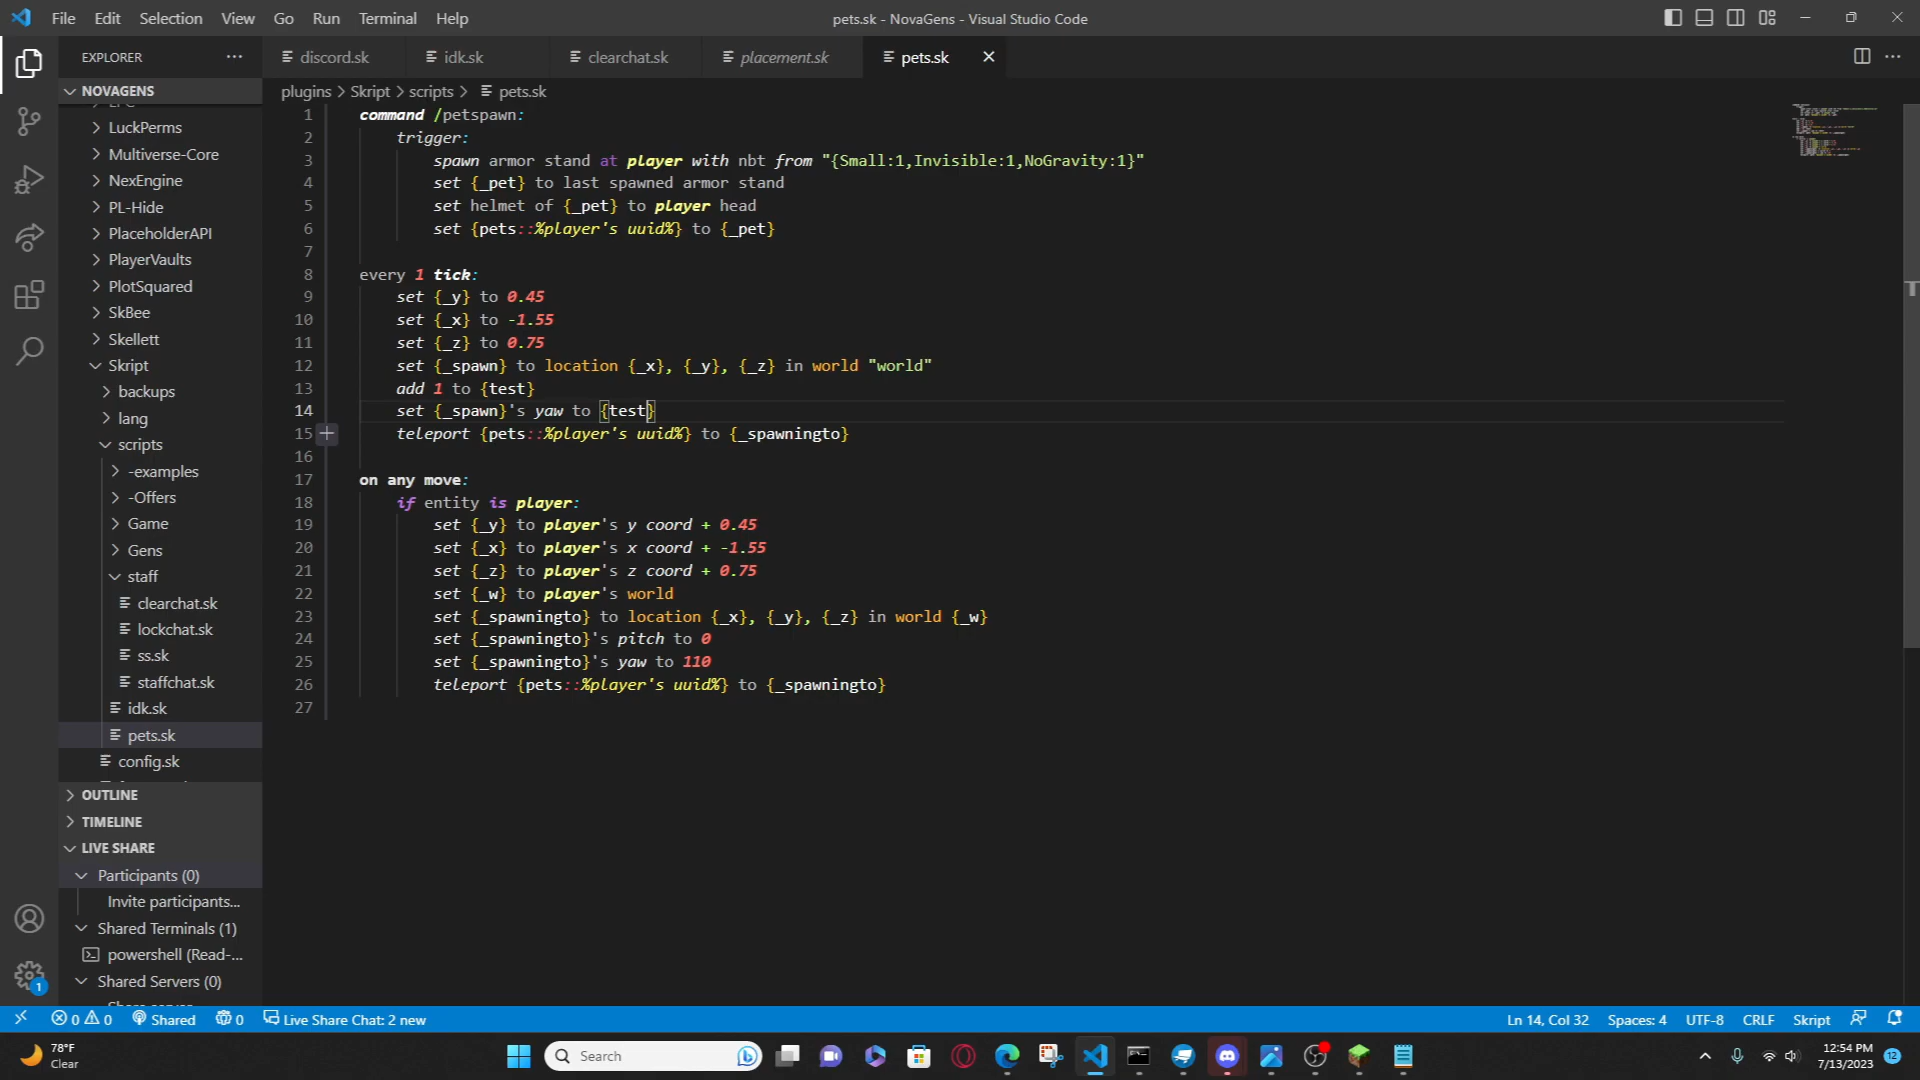 File Edit Selection View Go Run Terminal Help
pets.sk - NovaGens - Visual Studio Code
EXPLORER
discord.sk
idk.sk
clearchat.sk
placement.sk
pets.sk
NOVAGENS
LuckPerms
Multiverse-Core
NexEngine
PL-Hide
PlaceholderAPI
PlayerVaults
PlotSquared
SkBee
Skellett
Skript
backups
lang
scripts
-examples
-Offers
Game
Gens
staff
clearchat.sk
lockchat.sk
ss.sk
staffchat.sk
idk.sk
pets.sk
config.sk
OUTLINE
TIMELINE
LIVE SHARE
Participants (0)
Invite participants...
Shared Terminals (1)
powershell (Read-...
Shared Servers (0)
plugins > Skript > scripts > pets.sk
1 command /petspawn:
2 trigger:
3 spawn armor stand at player with nbt from "{Small:1,Invisible:1,NoGravity:1}"
4 set {_pet} to last spawned armor stand
5 set helmet of {_pet} to player head
6 set {pets::%player's uuid%} to {_pet}
7
8 every 1 tick:
9 set {_y} to 0.45
10 set {_x} to -1.55
11 set {_z} to 0.75
12 set {_spawn} to location {_x}, {_y}, {_z} in world "world"
13 add 1 to {test}
14 set {_spawn}'s yaw to {test}
15 teleport {pets::%player's uuid%} to {_spawningto}
16
17 on any move:
18 if entity is player:
19 set {_y} to player's y coord + 0.45
20 set {_x} to player's x coord + -1.55
21 set {_z} to player's z coord + 0.75
22 set {_w} to player's world
23 set {_spawningto} to location {_x}, {_y}, {_z} in world {_w}
24 set {_spawningto}'s pitch to 0
25 set {_spawningto}'s yaw to 110
26 teleport {pets::%player's uuid%} to {_spawningto}
27
1
0 0 Shared 0 Live Share Chat: 2 new
Ln 14, Col 32 Spaces: 4 UTF-8 CRLF Skript
78°F
Clear
Search
12:54 PM
7/13/2023
12